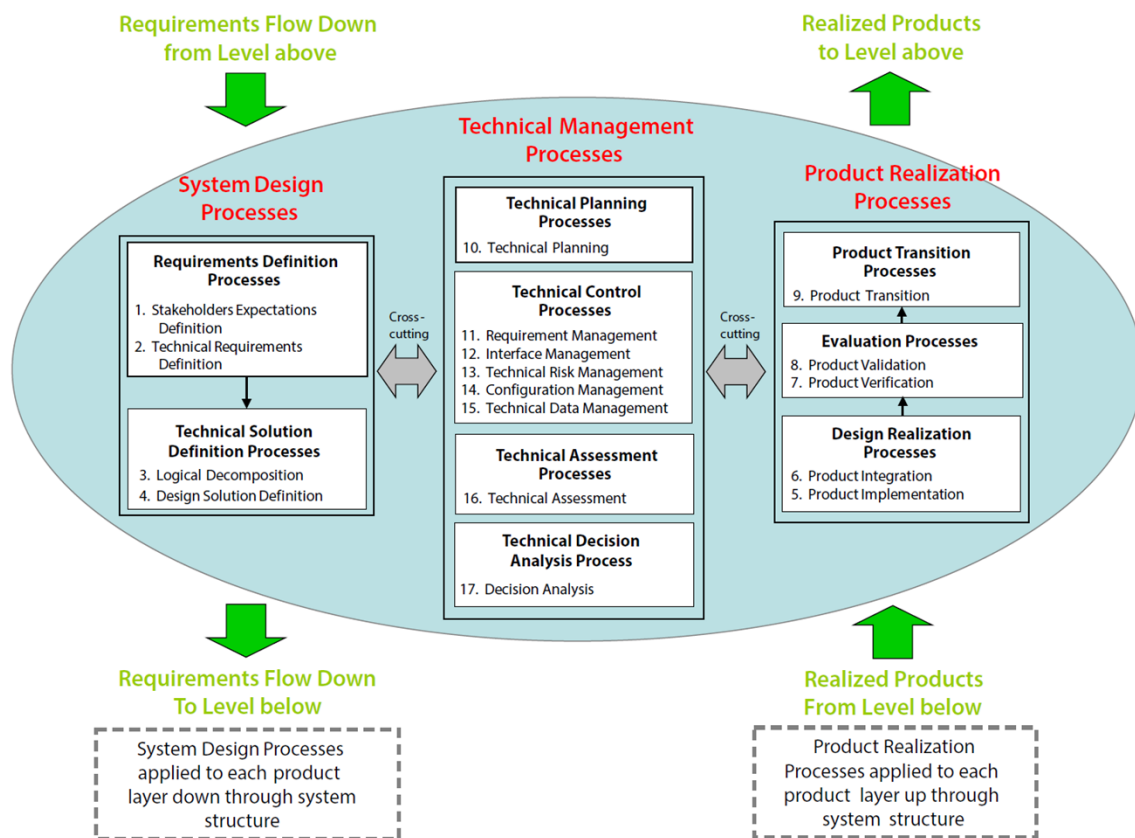 Requirements Flow Down
from Level above
Realized Products
to Level above
Technical Management
Processes
System Design
Processes
Product Realization
Processes
Requirements Definition
Processes
1. Stakeholders Expectations
Definition
2. Technical Requirements
Definition
Technical Solution
Definition Processes
3. Logical Decomposition
4. Design Solution Definition
Cross-
cutting
Technical Planning
Processes
10. Technical Planning
Technical Control
Processes
11. Requirement Management
12. Interface Management
13. Technical Risk Management
14. Configuration Management
15. Technical Data Management
Technical Assessment
Processes
16. Technical Assessment
Technical Decision
Analysis Process
17. Decision Analysis
Cross-
cutting
Product Transition
Processes
9. Product Transition
Evaluation Processes
8. Product Validation
7. Product Verification
Design Realization
Processes
6. Product Integration
5. Product Implementation
Requirements Flow Down
To Level below
Realized Products
From Level below
System Design Processes
applied to each product
layer down through system
structure
Product Realization
Processes applied to each
product layer up through
system structure